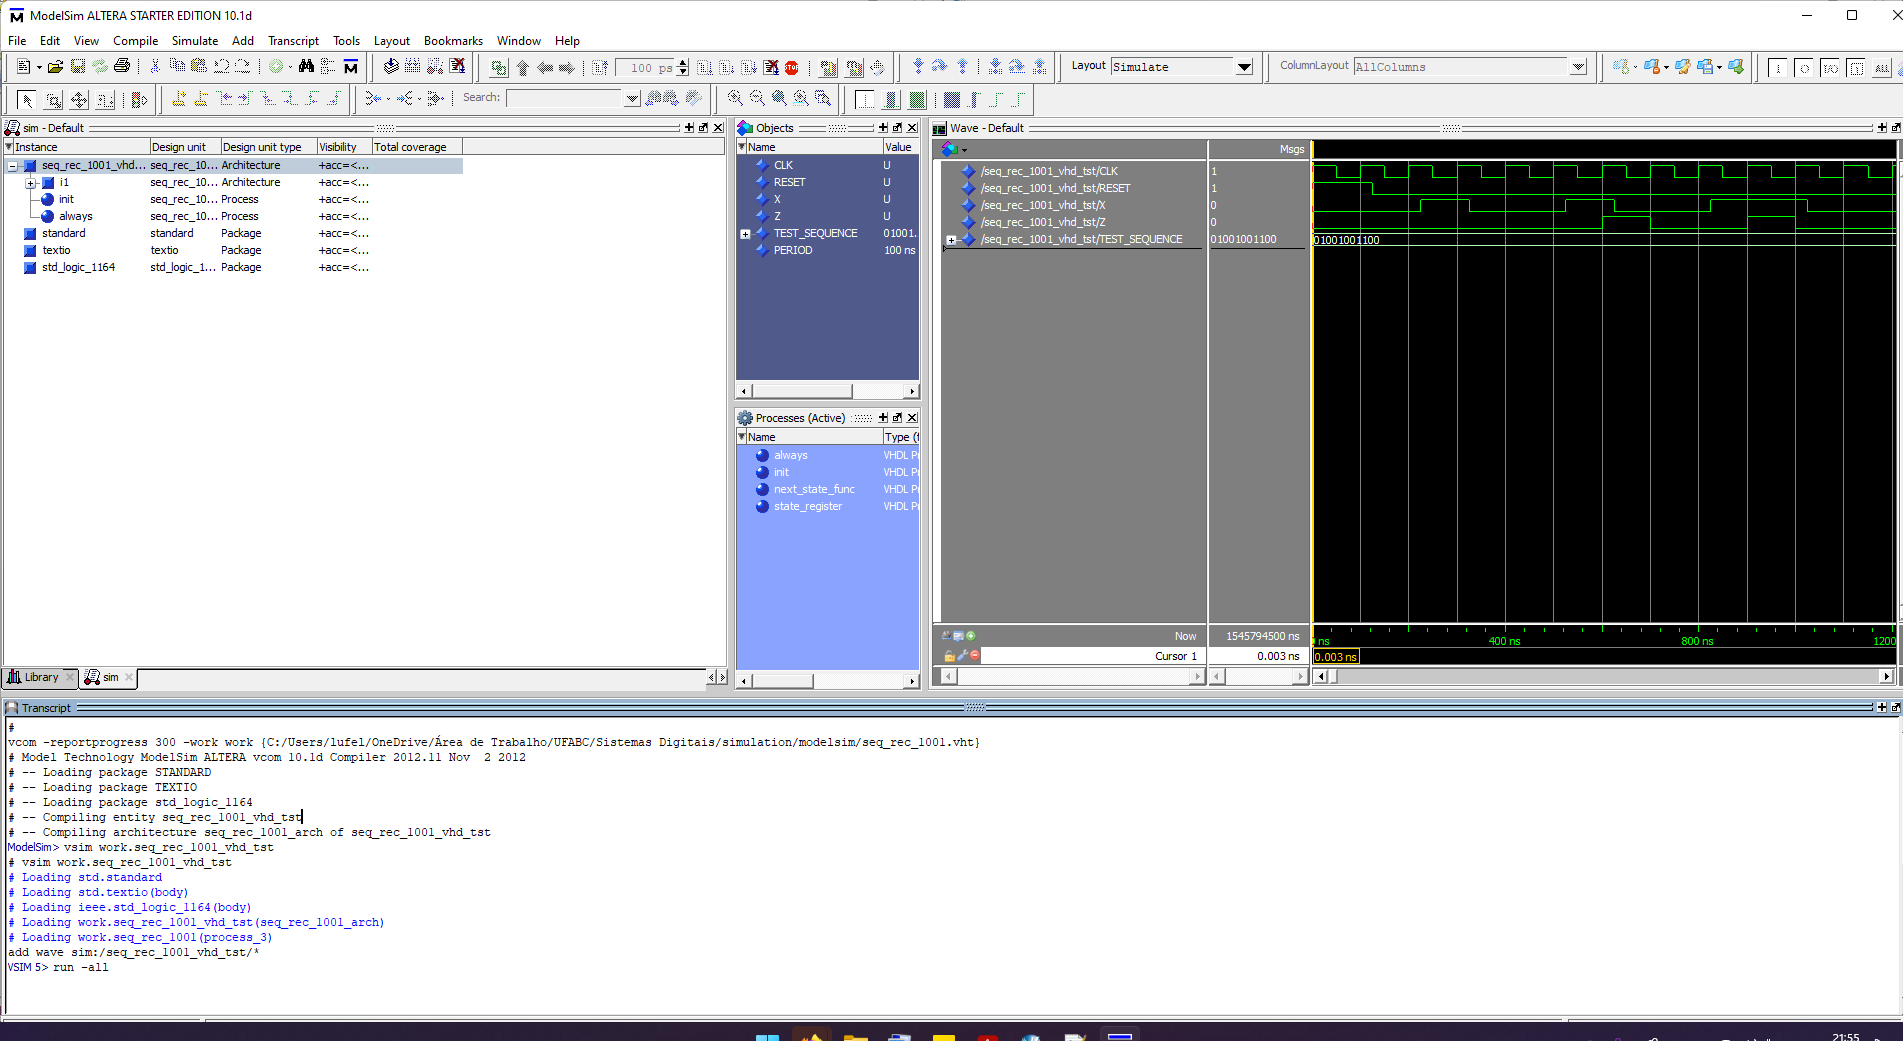 ModelSim ALTERA STARTER EDITION 10.1d
File Edit View Compile Simulate Add Transcript Tools Layout Bookmarks Window Help
100 ps Layout Simulate ColumnLayout AllColumns
Search:
sim - Default
Instance Design unit Design unit type Visibility Total coverage
seq_rec_1001_vhd... seq_rec_10... Architecture +acc=<...
i1 seq_rec_10... Architecture +acc=<...
init seq_rec_10... Process +acc=<...
always seq_rec_10... Process +acc=<...
standard standard Package +acc=<...
textio textio Package +acc=<...
std_logic_1164 std_logic_1... Package +acc=<...
Library sim
Objects
Name Value
CLK U
RESET U
X U
Z U
TEST_SEQUENCE 01001.
PERIOD 100 ns
Processes (Active)
Name Type (f
always VHDL Pr
init VHDL Pr
next_state_func VHDL Pr
state_register VHDL Pr
Wave - Default
Msgs
/seq_rec_1001_vhd_tst/CLK 1
/seq_rec_1001_vhd_tst/RESET 1
/seq_rec_1001_vhd_tst/X 0
/seq_rec_1001_vhd_tst/Z 0
/seq_rec_1001_vhd_tst/TEST_SEQUENCE 01001001100 01001001100
Now 1545794500 ns ns 400 ns 800 ns 1200
Cursor 1 0.003 ns 0.003 ns
Transcript
#
vcom -reportprogress 300 -work work {C:/Users/lufel/OneDrive/Área de Trabalho/UFABC/Sistemas Digitais/simulation/modelsim/seq_rec_1001.vht}
# Model Technology ModelSim ALTERA vcom 10.1d Compiler 2012.11 Nov  2 2012
# -- Loading package STANDARD
# -- Loading package TEXTIO
# -- Loading package std_logic_1164
# -- Compiling entity seq_rec_1001_vhd_tst
# -- Compiling architecture seq_rec_1001_arch of seq_rec_1001_vhd_tst
ModelSim> vsim work.seq_rec_1001_vhd_tst
# vsim work.seq_rec_1001_vhd_tst
# Loading std.standard
# Loading std.textio(body)
# Loading ieee.std_logic_1164(body)
# Loading work.seq_rec_1001_vhd_tst(seq_rec_1001_arch)
# Loading work.seq_rec_1001(process_3)
add wave sim:/seq_rec_1001_vhd_tst/*
VSIM 5> run -all
21:55